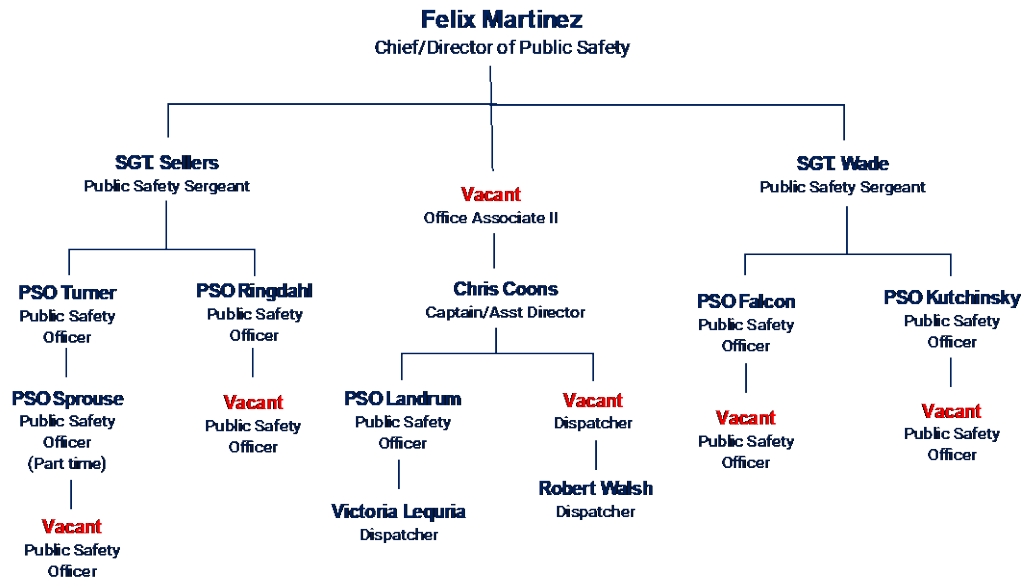 Felix Martinez
Chief/Director of Public Safety
SGT. Sellers
Public Safety Sergeant
Vacant
Office Associate II
SGT. Wade
Public Safety Sergeant
PSO Turner
Public Safety
Officer
PSO Ringdahl
Public Safety
Officer
Chris Coons
Captain/Asst Director
PSO Falcon
Public Safety
Officer
PSO Kutchinsky
Public Safety
Officer
PSO Sprouse
Public Safety
Officer
(Part time)
Vacant
Public Safety
Officer
PSO Landrum
Public Safety
Officer
Vacant
Dispatcher
Vacant
Public Safety
Officer
Vacant
Public Safety
Officer
Vacant
Public Safety
Officer
Victoria Lequria
Dispatcher
Robert Walsh
Dispatcher